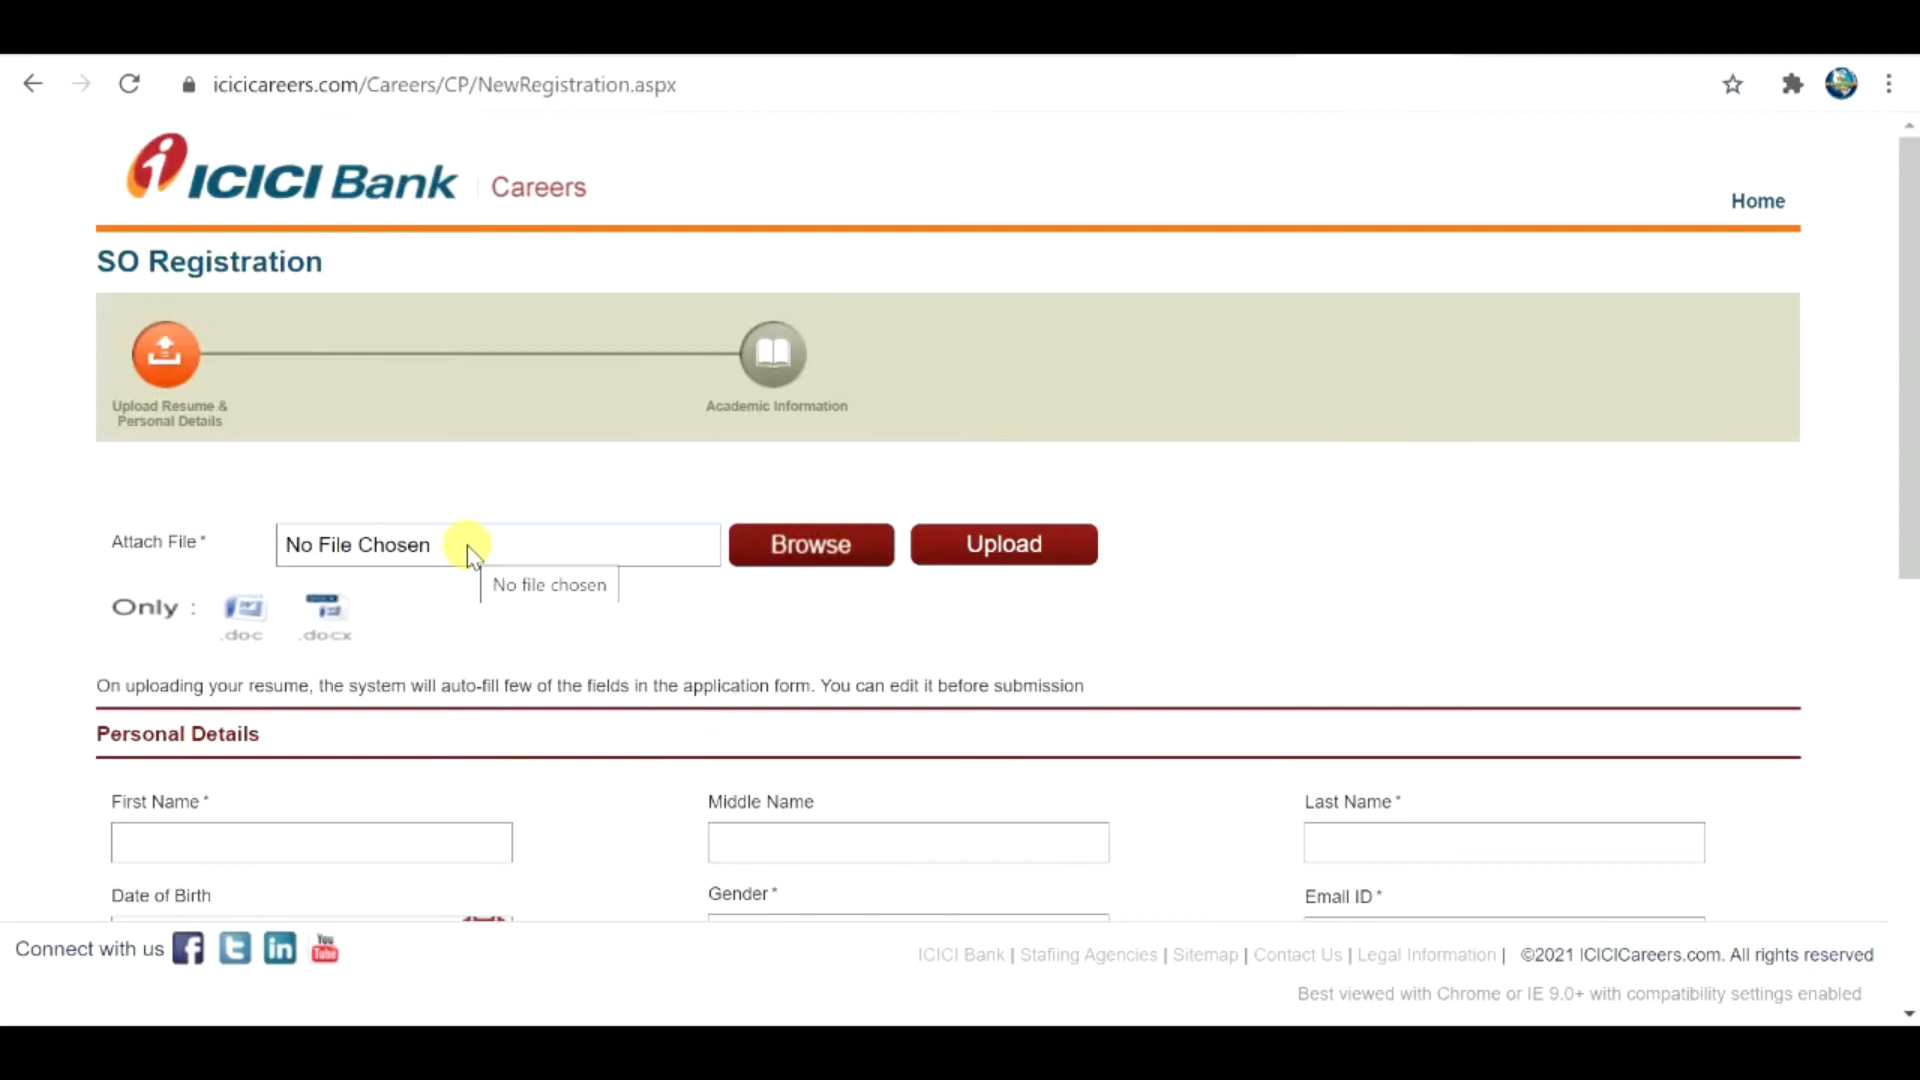 icicicareers.com/Careers/CP/NewRegistration.aspx
ICICI Bank Careers
Home
SO Registration
Upload Resume &
Personal Details
Academic Information
Attach File *
No File Chosen
Browse
Upload
No file chosen
Only :
.doc
.docx
On uploading your resume, the system will auto-fill few of the fields in the application form. You can edit it before submission
Personal Details
First Name *
Middle Name
Last Name *
Date of Birth
Gender *
Email ID *
Connect with us
You
Tube
ICICI Bank | Stafiing Agencies | Sitemap | Contact Us | Legal Information | ©2021 ICICICareers.com. All rights reserved
Best viewed with Chrome or IE 9.0+ with compatibility settings enabled